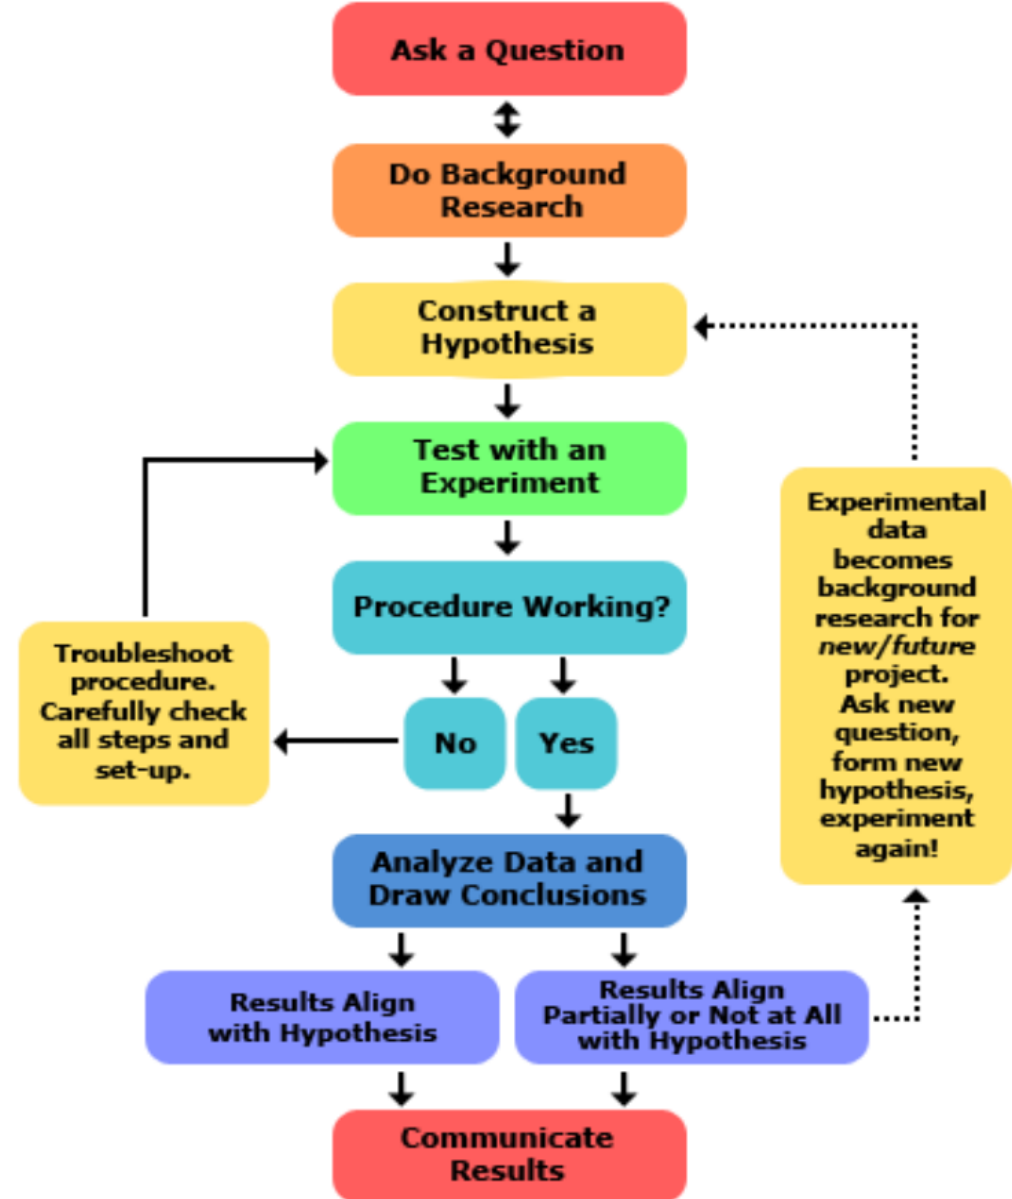 Ask a Question
Do Background
Research
Construct a
Hypothesis
Test with an
Experiment
Procedure Working?
No
Yes
Troubleshoot
procedure.
Carefully check
all steps and
set-up.
Experimental
data
becomes
background
research for
new/future
project.
Ask new
question,
form new
hypothesis,
experiment
again!
Analyze Data and
Draw Conclusions
Results Align
with Hypothesis
Results Align
Partially or Not at All
with Hypothesis
Communicate
Results